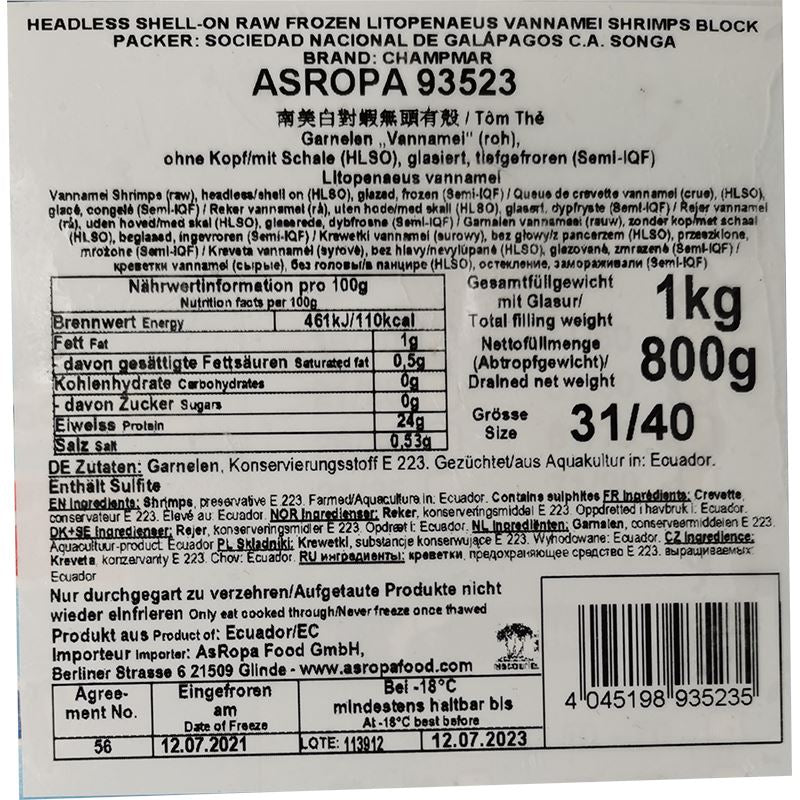 HEADLESS SHELL-ON RAW FROZEN LITOPENAEUS VANNAMEI SHRIMPS BLOCK
PACKER: SOCIEDAD NACIONAL DE GALÁPAGOS C.A. SONGA
BRAND: CHAMPMAR
ASROPA 93523
南美白對蝦無頭有殼 / Tôm Thẻ
Garnelen „Vannamei“ (roh),
ohne Kopf/mit Schale (HLSO), glasiert, tiefgefroren (Semi-IQF)
Litopenaeus vannamei
Vannamei Shrimps (raw), headless/shell on (HLSO), glazed, frozen (Semi-IQF) / Queue de crevette vannamei (crue), (HLSO),
glacé, congelé (Semi-IQF) / Reker vannamei (rå), uten hode/med skall (HLSO), glasert, dypfryste (Semi-IQF) / Rejer vannamei
(rå), uden hoved/med skal (HLSO), glaserede, dybfrosne (Semi-IQF) / Garnalen vannameei (rauw), zonder kop/met schaal
(HLSO), beglaasd, ingevroren (Semi-IQF) / Krewetki vannamei (surowy), bez głowy/z pancerzem (HLSO), przeszklone,
mrożone (Semi-IQF) / Kreveta vannaméi (syrové), bez hlavy/nevylúpané (HLSO), glazované, zmrazené (Semi-IQF) /
креветки vannamei (сырые), без головы/в панцире (HLSO), остекление, замораживали (Semi-IQF)
Nährwertinformation pro 100g
Nutrition facts per 100g
Brennwert Energy 461kJ/110kcal
Fett Fat 1g
- davon gesättigte Fettsäuren Saturated fat 0,5g
Kohlenhydrate Carbohydrates 0g
- davon Zucker Sugars 0g
Eiweiss Protein 24g
Salz Salt 0,53g
Gesamtfüllgewicht
mit Glasur/
Total filling weight 1kg
Nettofüllmenge
(Abtropfgewicht)/
Drained net weight 800g
Grösse
Size 31/40
DE Zutaten: Garnelen, Konservierungsstoff E 223. Gezüchtet/aus Aquakultur in: Ecuador.
Enthält Sulfite
EN Ingredients: Shrimps, preservative E 223. Farmed/Aquaculture in: Ecuador. Contains sulphites FR Ingrédients: Crevette,
conservateur E 223. Élevé au: Ecuador. NOR Ingredienser: Reker, konserveringsmiddel E 223. Oppdretted i havbruk i: Ecuador.
DK+SE Ingredienser: Rejer, konserveringsmidler E 223. Opdræt i: Ecuador. NL Ingrediënten: Garnalen, conserveermiddelen E 223.
Aquacultuur-product. Ecuador PL Składniki: Krewetki, substancje konserwujące E 223. Wyhodowane: Ecuador. CZ Ingredience:
Kreveta, konzervanty E 223. Chov: Ecuador. RU ингредиенты: креветки, предохраняющее средство E 223. выращиваемых:
Ecuador
Nur durchgegart zu verzehren/Aufgetaute Produkte nicht
wieder einfrieren Only eat cooked through/Never freeze once thawed
Produkt aus Product of: Ecuador/EC
Importeur Importer: AsRopa Food GmbH,
Berliner Strasse 6 21509 Glinde - www.asropafood.com
Agree-
ment No.
56
Eingefroren
am
Date of Freeze
12.07.2021
Bei -18°C
mindestens haltbar bis
At -18°C best before
LOTE: 113912 12.07.2023
4 045198 935235